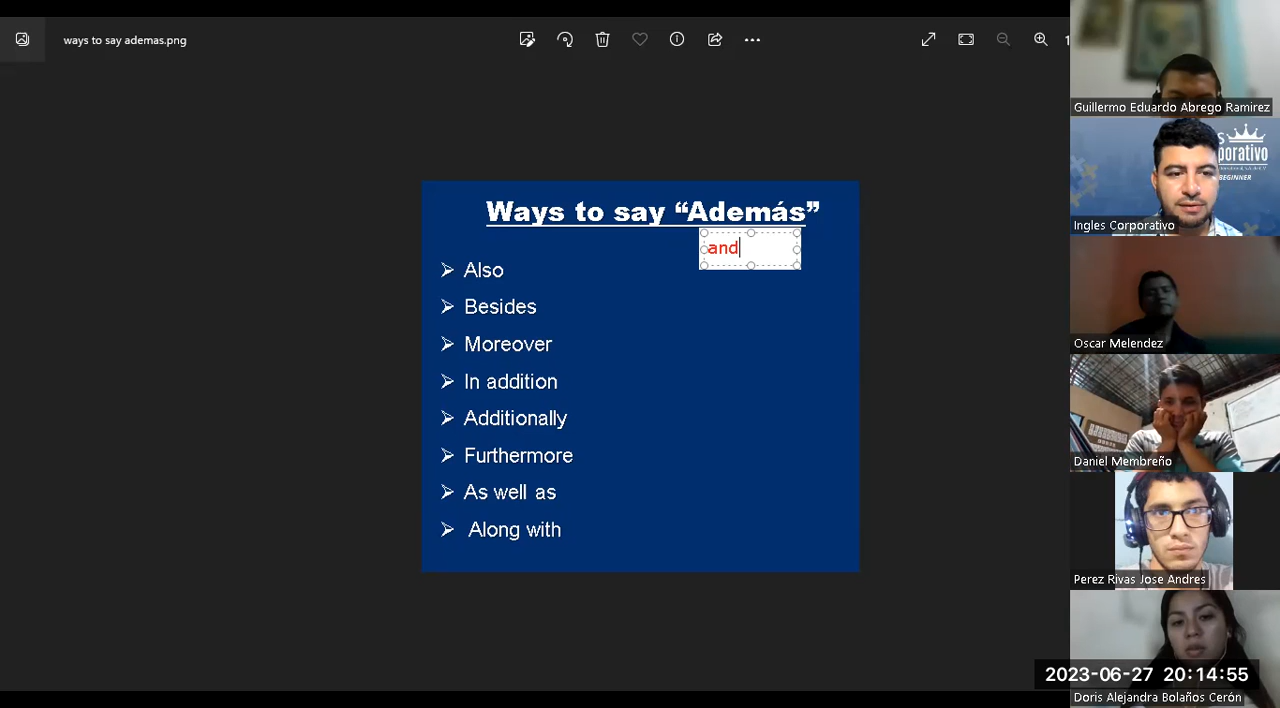 ways to say ademas.png
1
Guillermo Eduardo Abrego Ramirez
Ways to say “Además”
and
➢ Also
➢ Besides
➢ Moreover
➢ In addition
➢ Additionally
➢ Furthermore
➢ As well as
➢ Along with
S
porativo
BEGINNER
Ingles Corporativo
Oscar Melendez
Daniel Membreño
Perez Rivas Jose Andres
2023-06-27 20:14:55
Doris Alejandra Bolaños Cerón